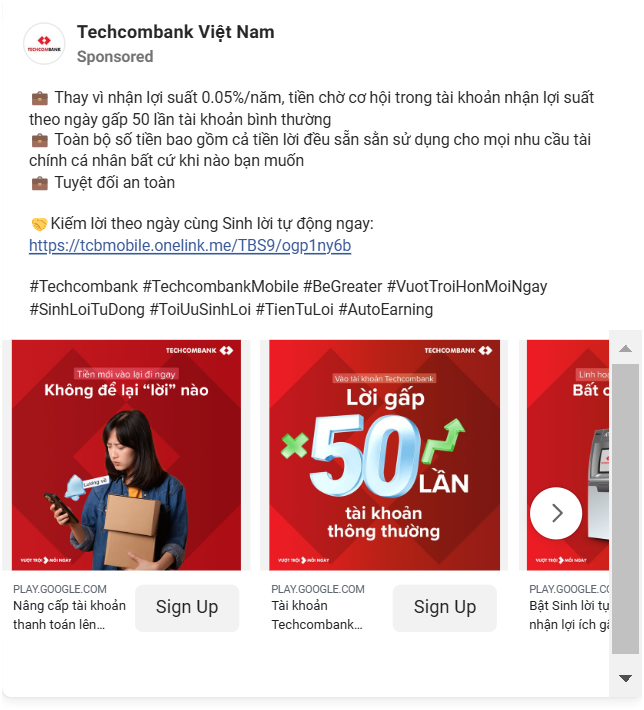 Techcombank Việt Nam
TECHCOMBANK
Sponsored
💼 Thay vì nhận lợi suất 0.05%/năm, tiền chờ cơ hội trong tài khoản nhận lợi suất
theo ngày gấp 50 lần tài khoản bình thường
💼 Toàn bộ số tiền bao gồm cả tiền lời đều sẵn sằn sử dụng cho mọi nhu cầu tài
chính cá nhân bất cứ khi nào bạn muốn
💼 Tuyệt đối an toàn
🤝Kiếm lời theo ngày cùng Sinh lời tự động ngay:
https://tcbmobile.onelink.me/TBS9/ogp1ny6b
#Techcombank #TechcombankMobile #BeGreater #VuotTroiHonMoiNgay
#SinhLoiTuDong #ToiUuSinhLoi #TienTuLoi #AutoEarning
TECHCOMBANK
Tiền mới vào lại đi ngay
Không để lại “lời” nào
Lương về
VƯỢT TRỘI MỖI NGÀY
PLAY.GOOGLE.COM
Nâng cấp tài khoản
thanh toán lên...
Sign Up
TECHCOMBANK
Vào tài khoản Techcombank
Lời gấp
50 LẦN
tài khoản
thông thường
VƯỢT TRỘI MỖI NGÀY
PLAY.GOOGLE.COM
Tài khoản
Techcombank...
Sign Up
Linh ho
Bất c
VƯỢT TRỘI MỖI NGÀY
PLAY.GOOGLE.CO
Bật Sinh lời tự
nhận lợi ích gấ